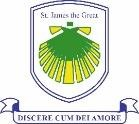 St. James the Great
DISCERE CUM DEI AMORE